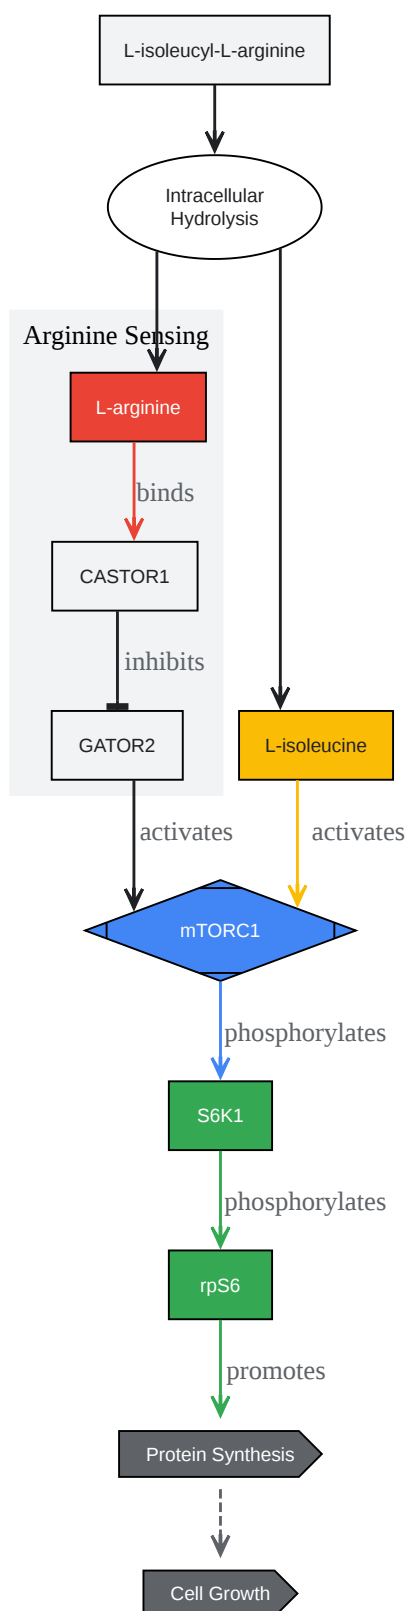 L-isoleucyl-L-arginine
Intracellular
Hydrolysis
Arginine Sensing
L-arginine
binds
CASTOR1
inhibits
GATOR2
L-isoleucine
activates
activates
mTORC1
phosphorylates
S6K1
phosphorylates
rpS6
promotes
Protein Synthesis
Cell Growth